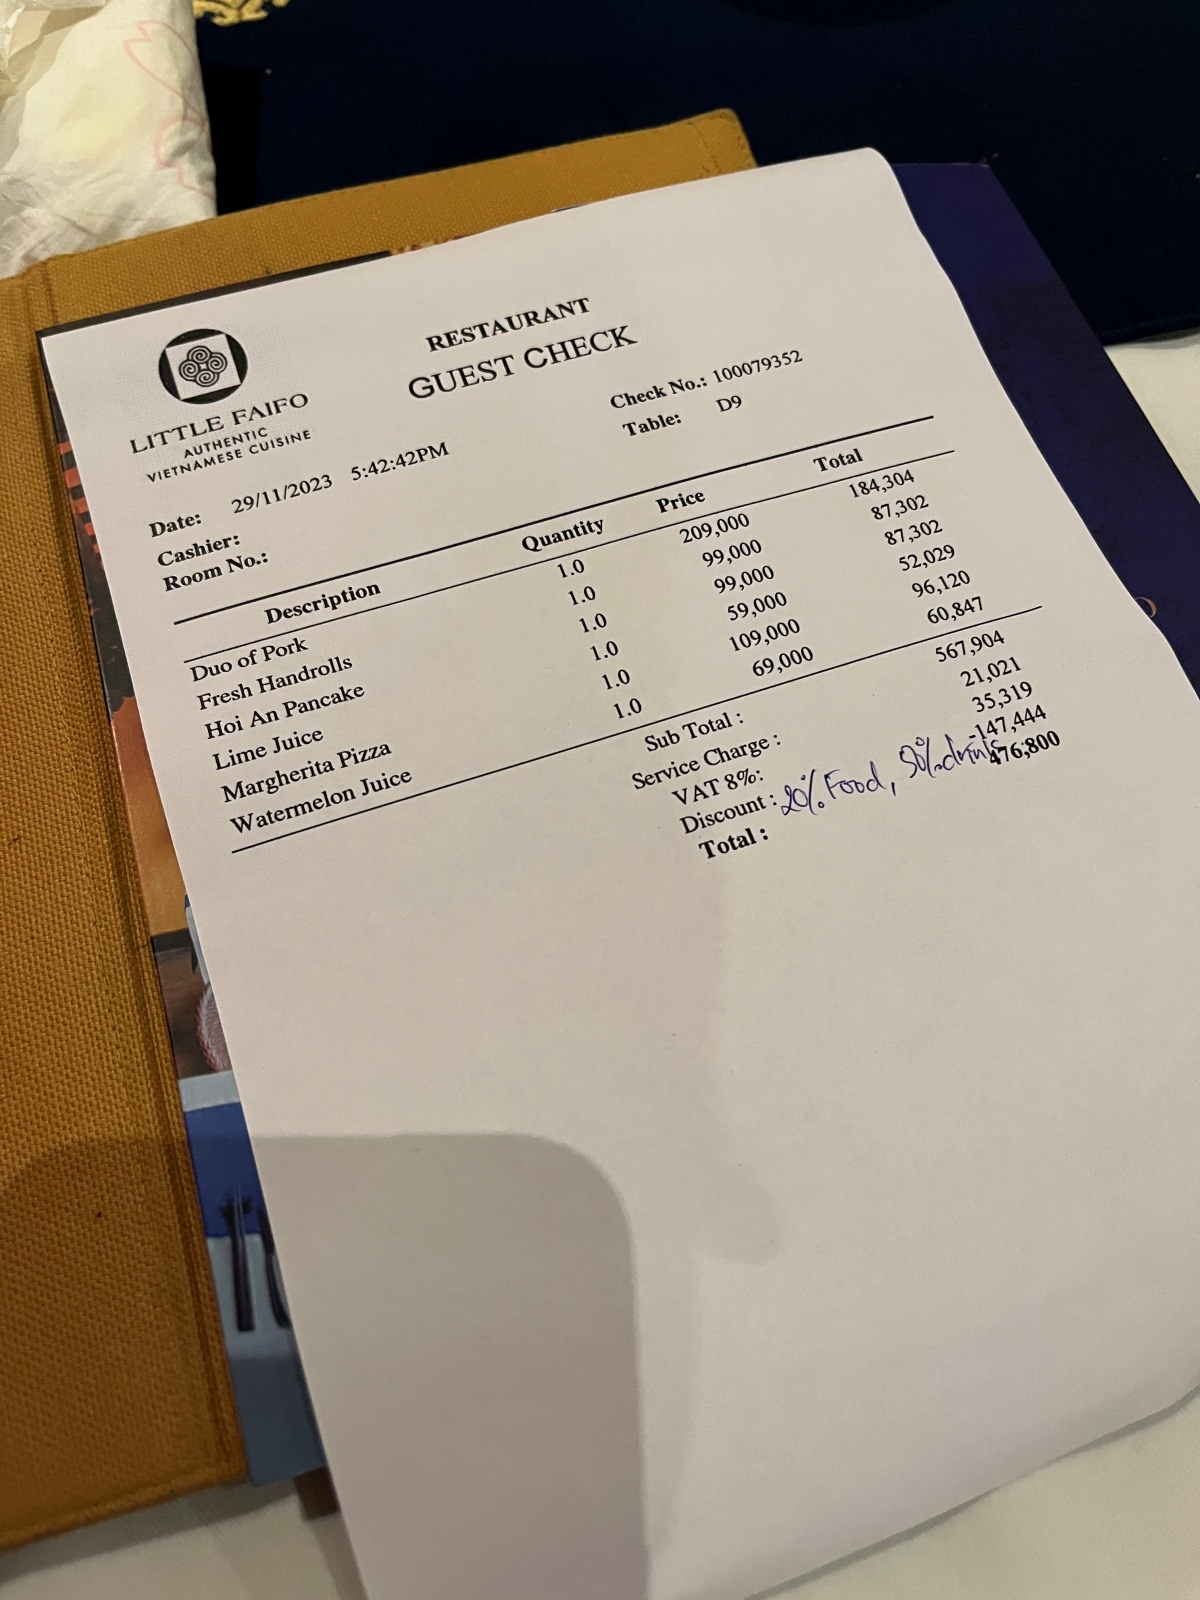 RESTAURANT
GUEST CHECK
LITTLE FAIFO
AUTHENTIC
VIETNAMESE CUISINE
Check No.: 100079352
Table: D9
Date: 29/11/2023 5:42:42PM
Cashier:
Room No.:
Description Quantity Price Total
Duo of Pork 1.0 209,000 184,304
Fresh Handrolls 1.0 99,000 87,302
Hoi An Pancake 1.0 99,000 87,302
Lime Juice 1.0 59,000 52,029
Margherita Pizza 1.0 109,000 96,120
Watermelon Juice 1.0 69,000 60,847
Sub Total : 567,904
Service Charge : 21,021
VAT 8%: 35,319
Discount : 20% Food, 50% drinks -147,444
Total : 476,800